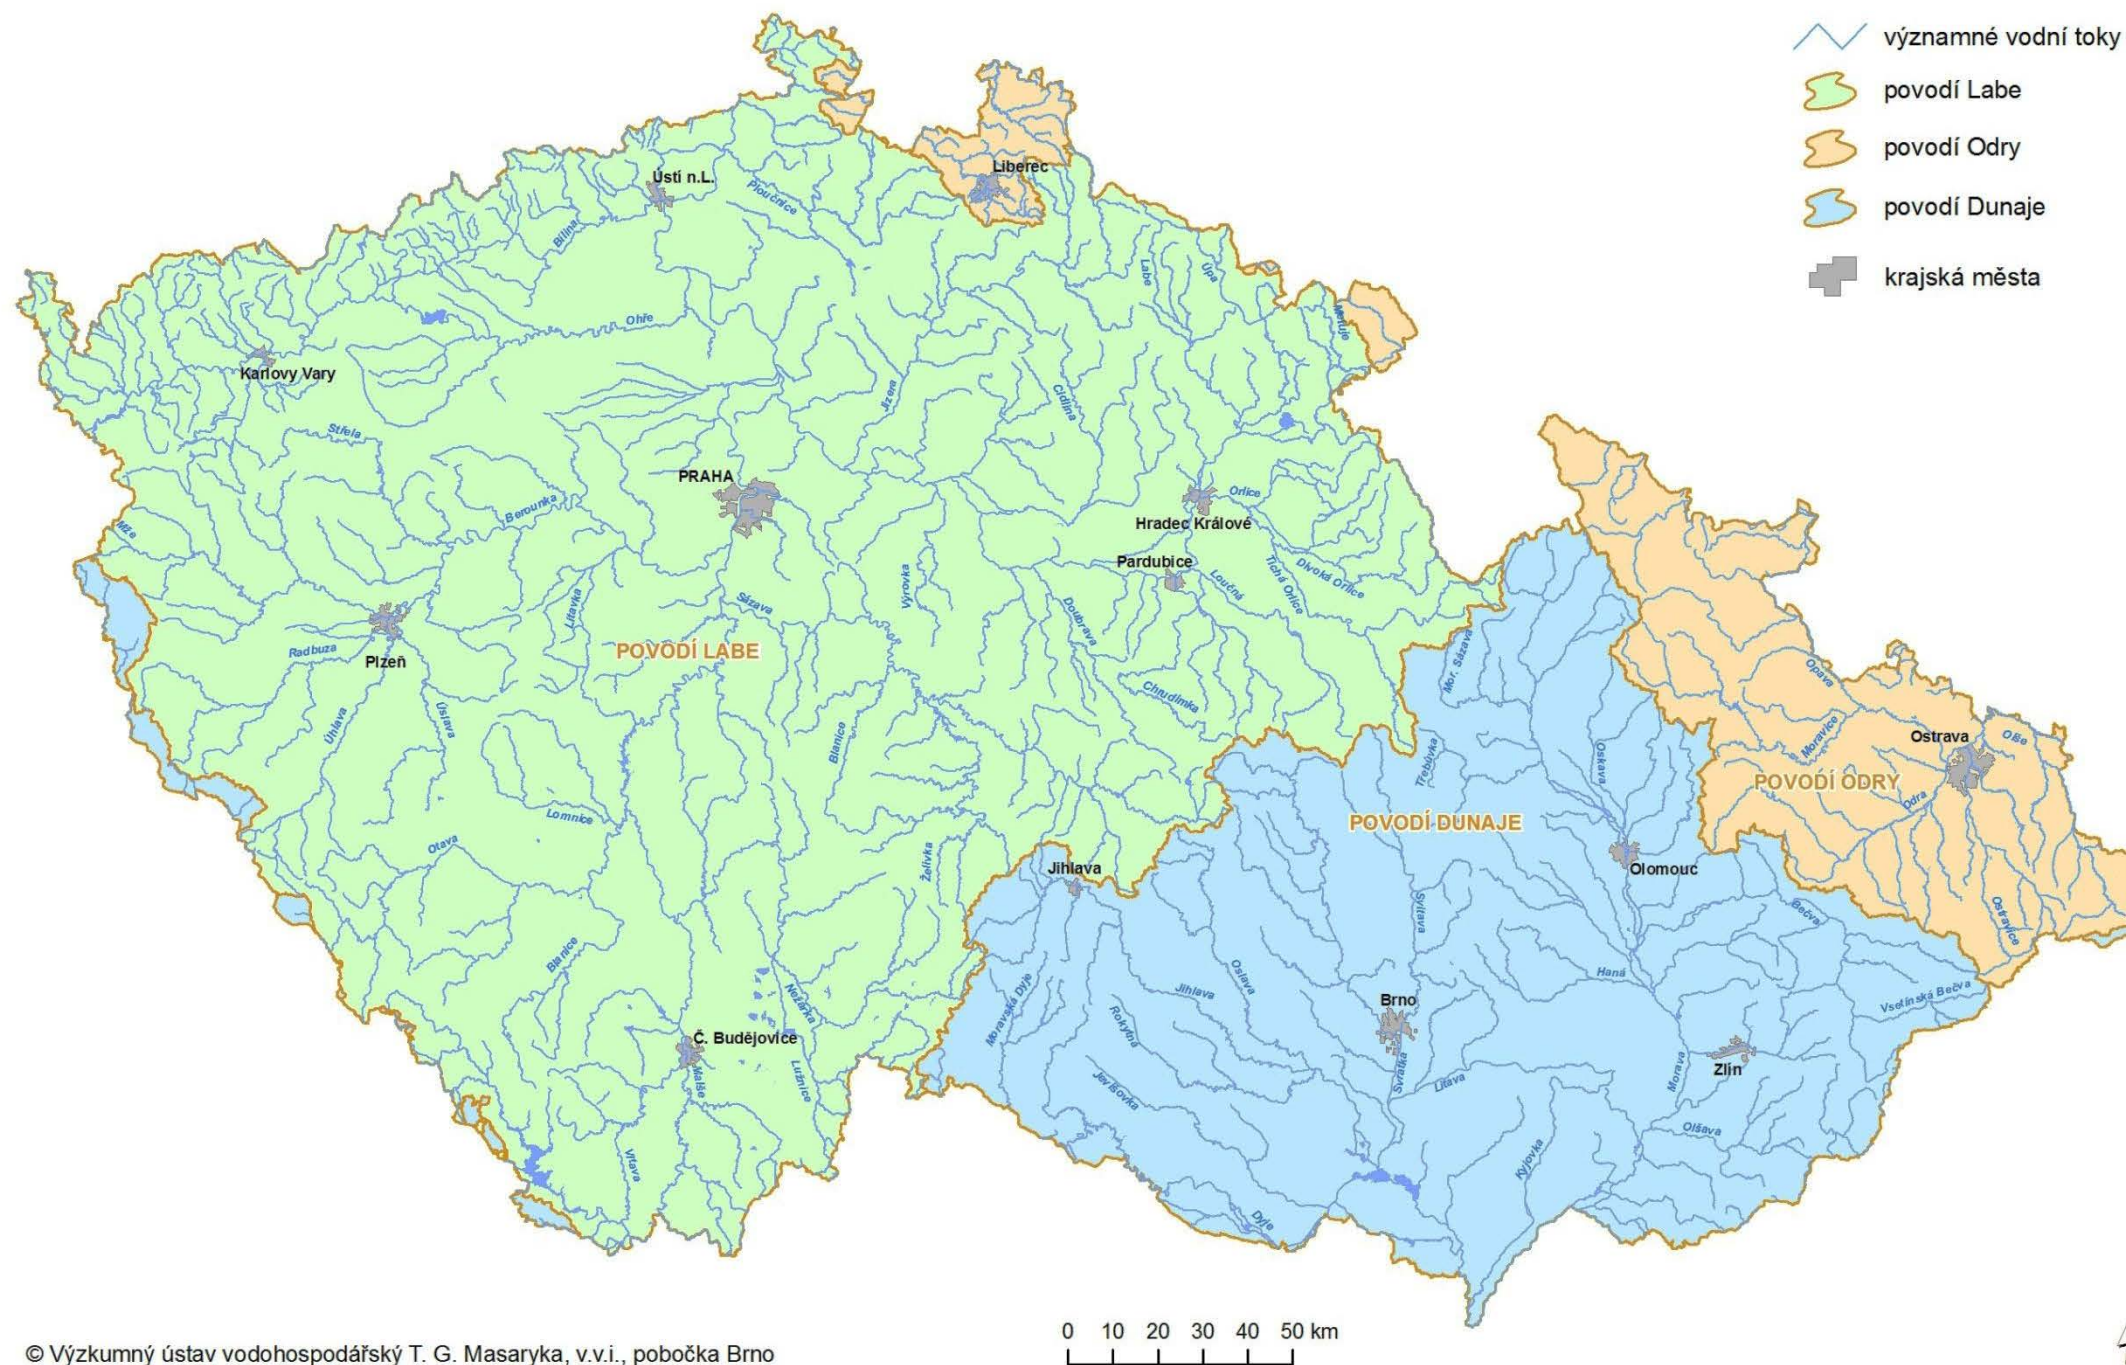 významné vodní toky
povodí Labe
povodí Odry
povodí Dunaje
krajská města
Liberec
Ústí n.L.
Ploučnice
Bílina
Labe
Úpa
Metuje
Ohře
Karlovy Vary
Jizera
Cidlina
Střela
PRAHA
Orlice
Hradec Králové
Berounka
Mže
Pardubice
Loučná
Tichá Orlice
Divoká Orlice
Výrovka
Litavka
Sázava
Doubrava
Radbuza
Plzeň
POVODÍ LABE
Mor. Sázava
Opava
Chrudimka
Úhlava
Úslava
Blanice
Třebůvka
Oskava
Moravice
Ostrava
Olše
POVODÍ ODRY
Odra
Lomnice
POVODÍ DUNAJE
Otava
Želivka
Jihlava
Olomouc
Svitava
Bečva
Ostravice
Blanice
Haná
Oslava
Jihlava
Nežárka
Moravská Dyje
Vsetínská Bečva
Brno
Rokytná
Č. Budějovice
Zlín
Malše
Lužnice
Svratka
Litava
Morava
Jevišovka
Olšava
Kyjovka
Vltava
Dyje
0 10 20 30 40 50 km
© Výzkumný ústav vodohospodářský T. G. Masaryka, v.v.i., pobočka Brno